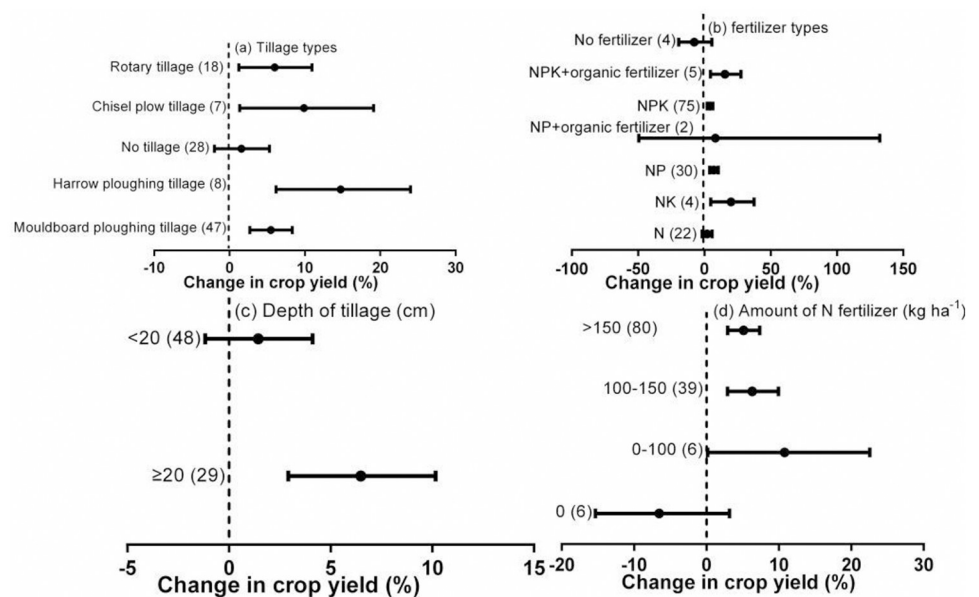 (a) Tillage types
Rotary tillage (18)
Chisel plow tillage (7)
No tillage (28)
Harrow ploughing tillage (8)
Mouldboard ploughing tillage (47)
-10 0 10 20 30
Change in crop yield (%)
(b) fertilizer types
No fertilizer (4)
NPK+organic fertilizer (5)
NPK (75)
NP+organic fertilizer (2)
NP (30)
NK (4)
N (22)
-100 -50 0 50 100 150
Change in crop yield (%)
(c) Depth of tillage (cm)
<20 (48)
≥20 (29)
-5 0 5 10 15
Change in crop yield (%)
(d) Amount of N fertilizer (kg ha⁻¹)
>150 (80)
100-150 (39)
0-100 (6)
0 (6)
-20 -10 0 10 20 30
Change in crop yield (%)